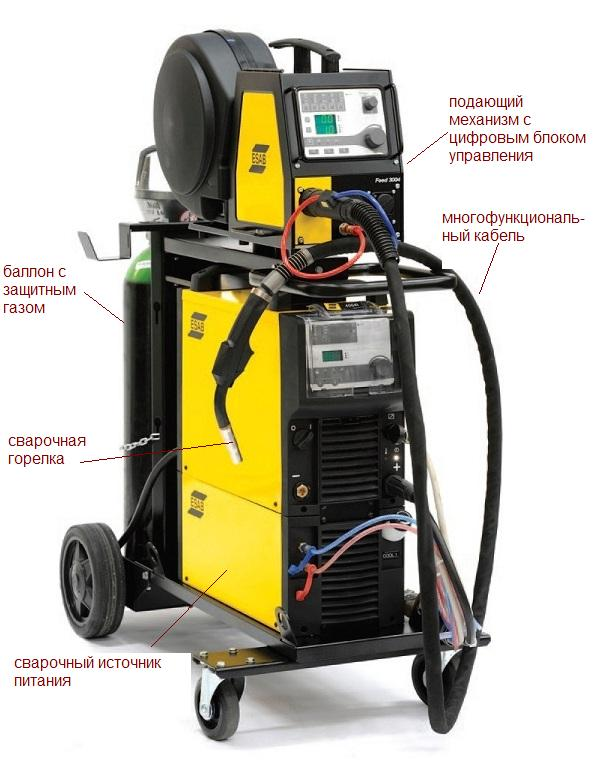 подающий
механизм с
цифровым блоком
управления
ESAB
Feed 3004
многофункциональ-
ный кабель
баллон с
защитным
газом
ESAB
сварочная
горелка
ESAB
COOL 1
сварочный источник
питания